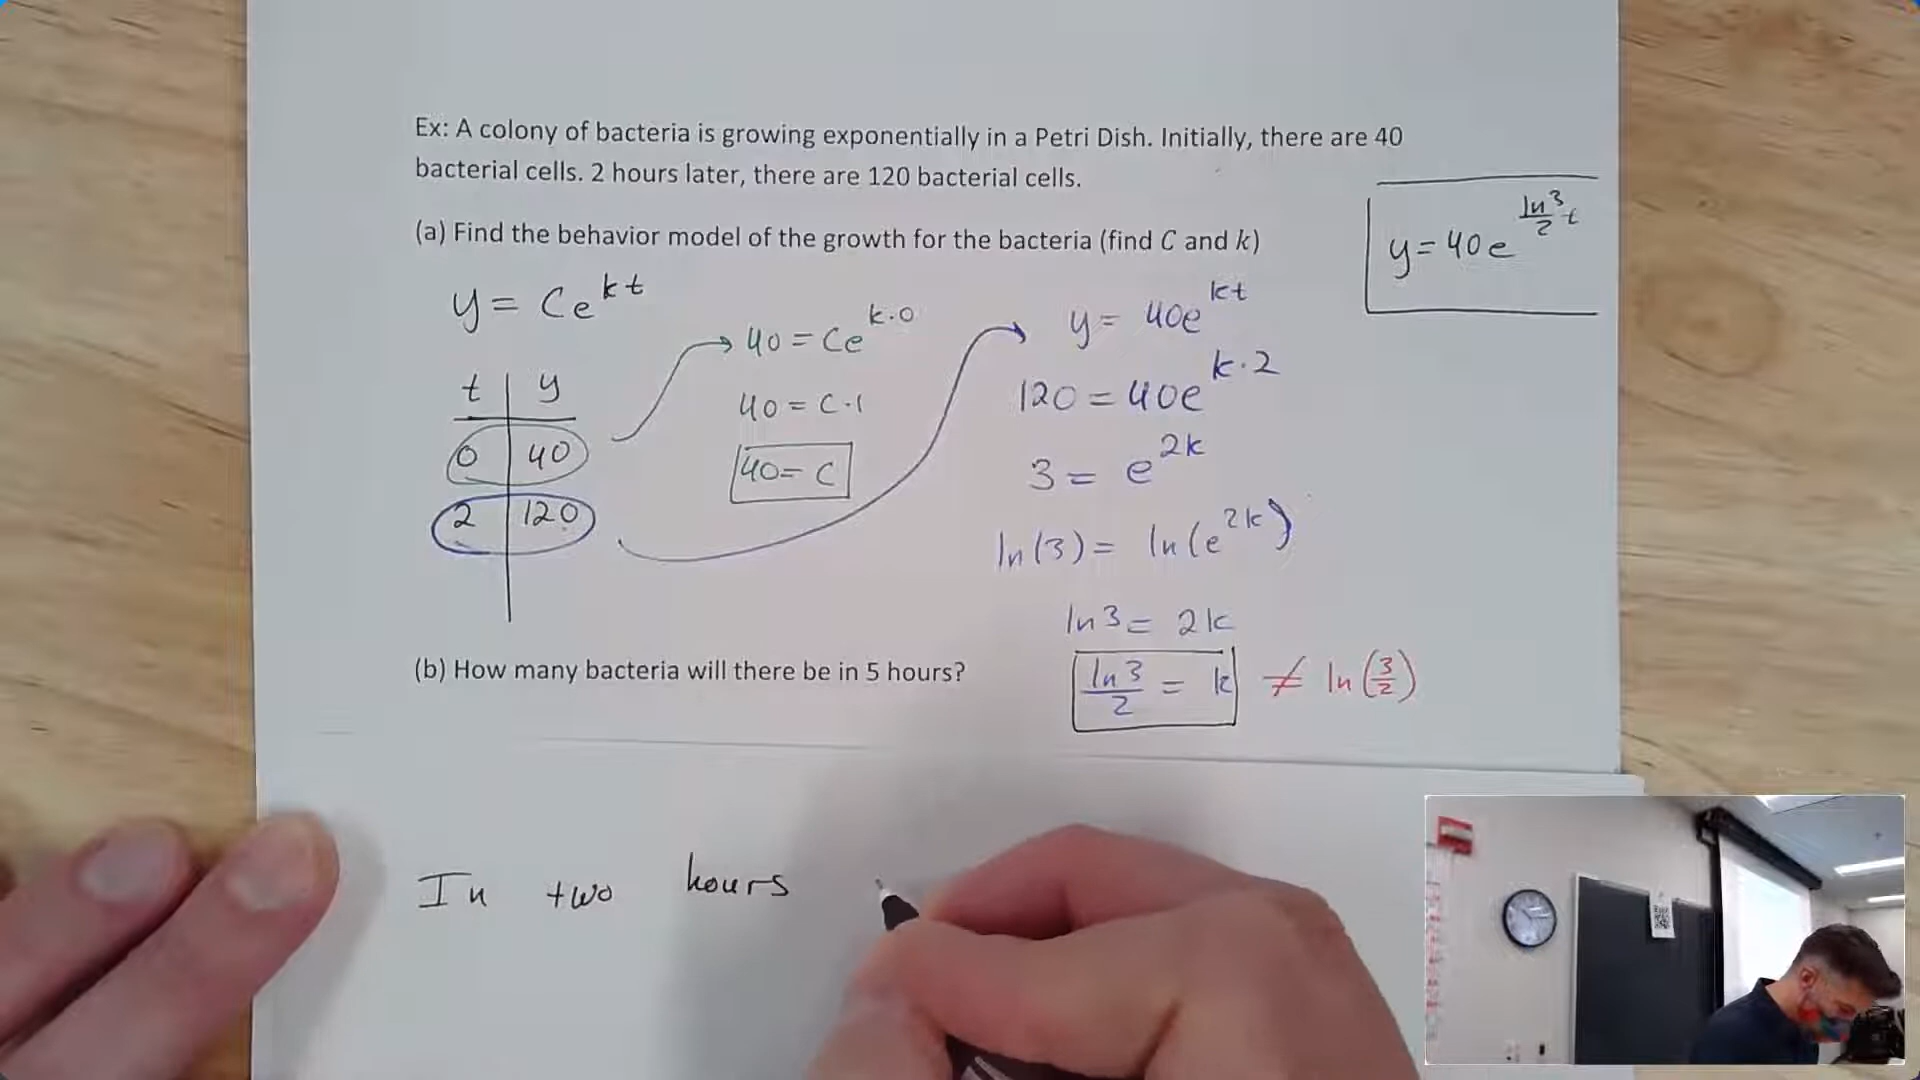 Ex: A colony of bacteria is growing exponentially in a Petri Dish. Initially, there are 40
bacterial cells. 2 hours later, there are 120 bacterial cells.
(a) Find the behavior model of the growth for the bacteria (find C and k)
y = 40e^(ln3/2 t)
y = Ce^(kt)
t | y
0 | 40
2 | 120
40 = Ce^(k·0)
40 = C·1
40 = C
y = 40e^(kt)
120 = 40e^(k·2)
3 = e^(2k)
ln(3) = ln(e^(2k))
ln3 = 2k
ln3/2 = k ≠ ln(3/2)
(b) How many bacteria will there be in 5 hours?
In two hours